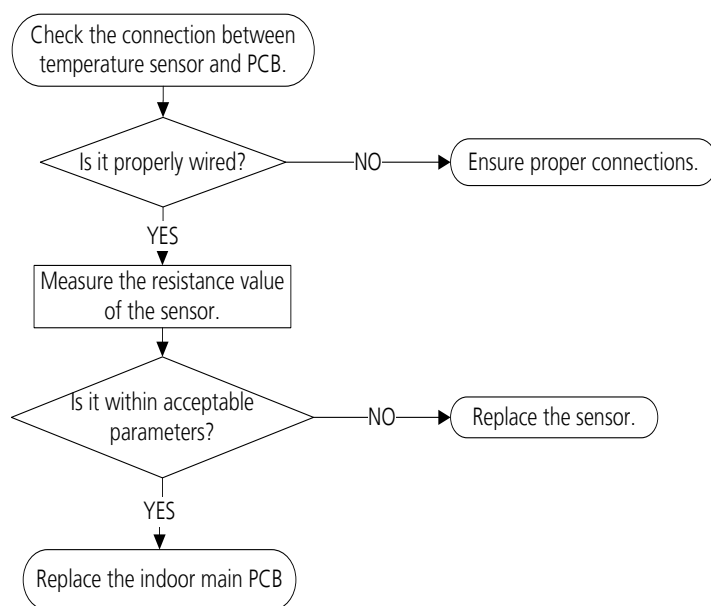 Check the connection between
temperature sensor and PCB.
Is it properly wired?
NO
Ensure proper connections.
YES
Measure the resistance value
of the sensor.
Is it within acceptable
parameters?
NO
Replace the sensor.
YES
Replace the indoor main PCB